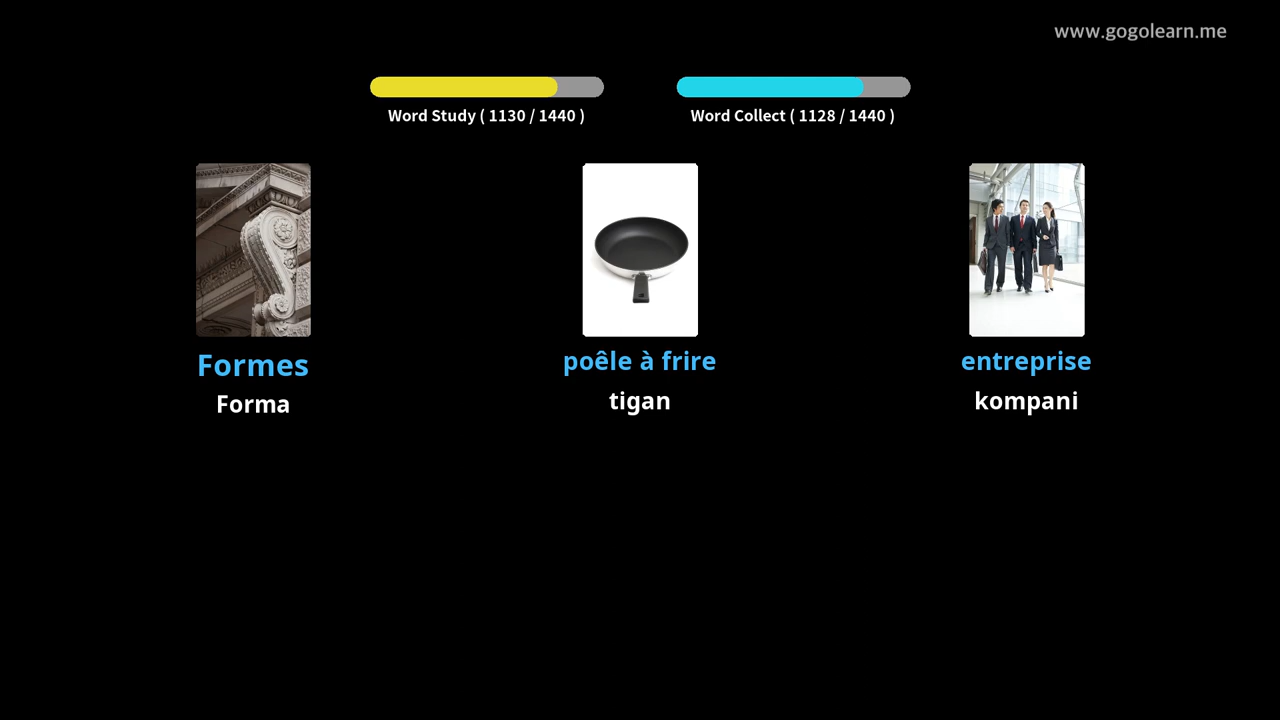 www.gogolearn.me
Word Study ( 1130 / 1440 )
Word Collect ( 1128 / 1440 )
Formes
Forma
poêle à frire
tigan
entreprise
kompani